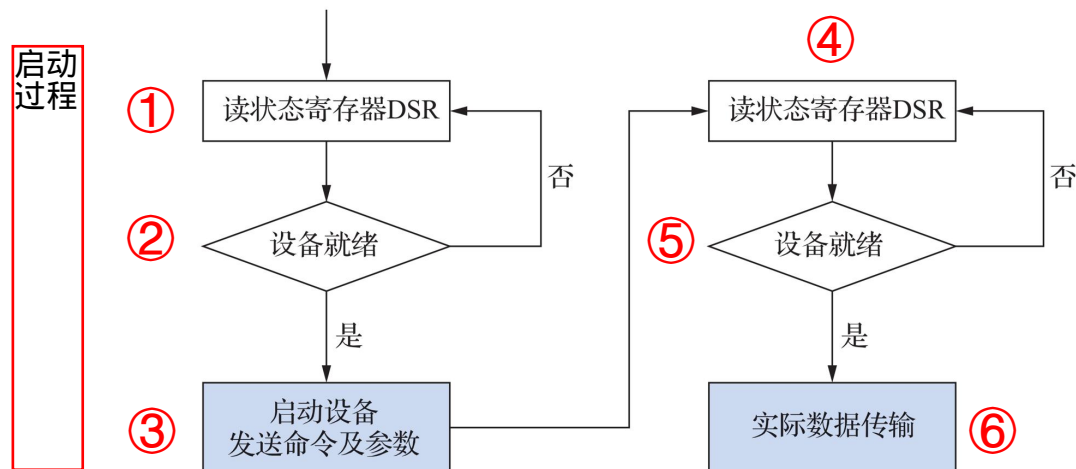 启动
过程
①
读状态寄存器DSR
否
②
设备就绪
是
③
启动设备
发送命令及参数
④
读状态寄存器DSR
否
⑤
设备就绪
是
实际数据传输
⑥